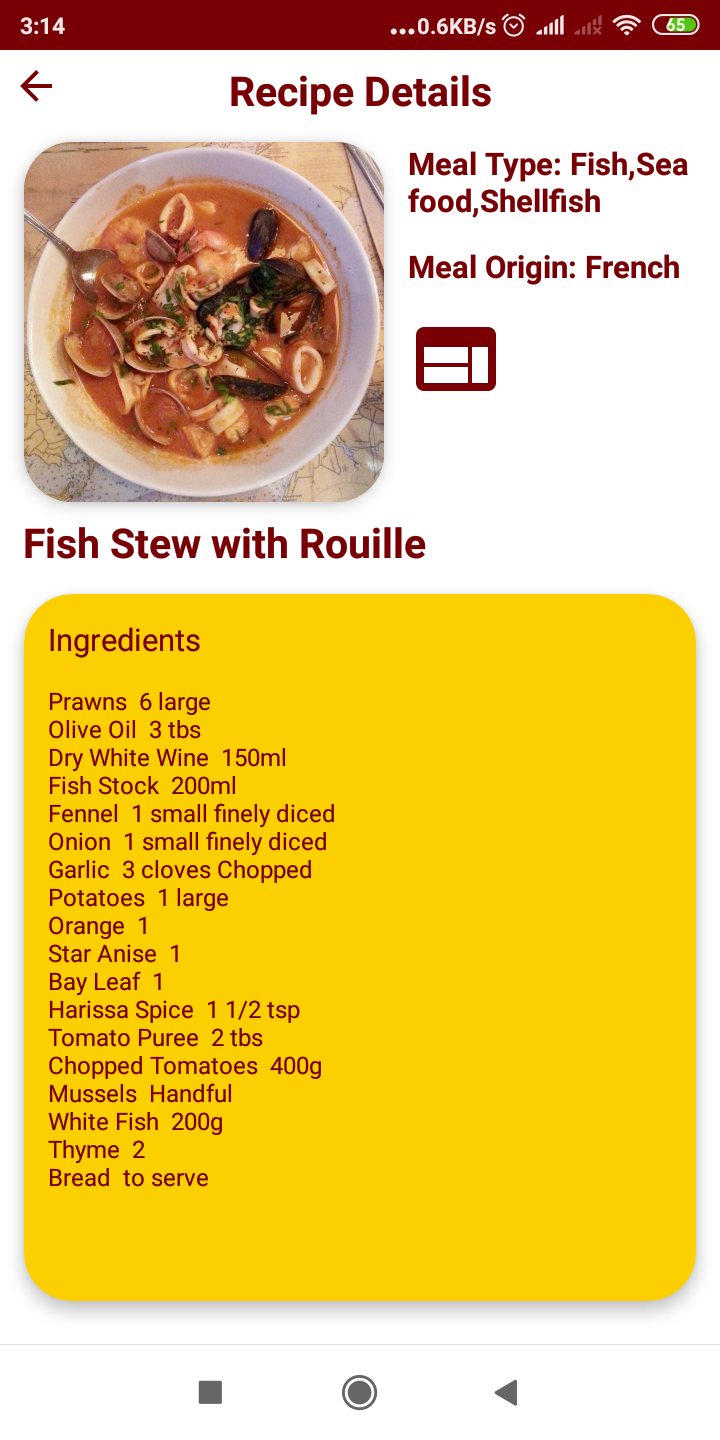 3:14
...0.6KB/s
65
Recipe Details
Meal Type: Fish,Sea
food,Shellfish
Meal Origin: French
Fish Stew with Rouille
Ingredients
Prawns  6 large
Olive Oil  3 tbs
Dry White Wine  150ml
Fish Stock  200ml
Fennel  1 small finely diced
Onion  1 small finely diced
Garlic  3 cloves Chopped
Potatoes  1 large
Orange  1
Star Anise  1
Bay Leaf  1
Harissa Spice  1 1/2 tsp
Tomato Puree  2 tbs
Chopped Tomatoes  400g
Mussels  Handful
White Fish  200g
Thyme  2
Bread  to serve